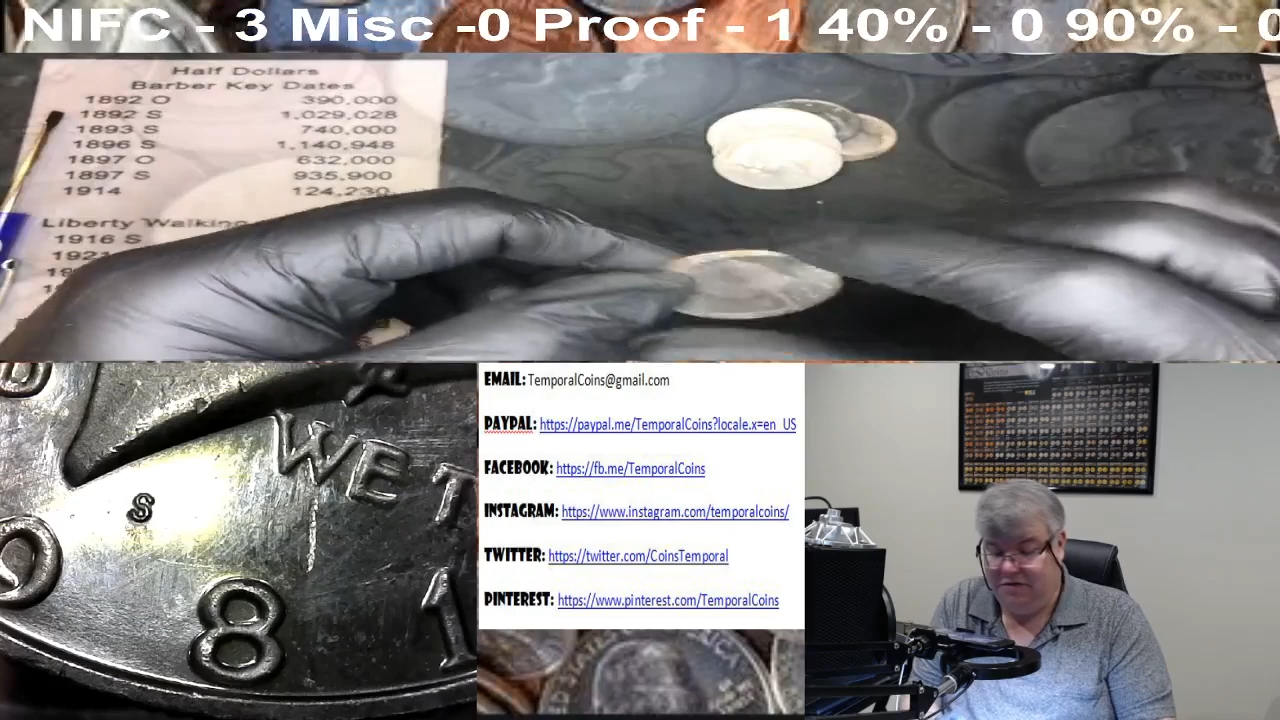 NIFC - 3 Misc -0 Proof - 1 40% - 0 90% - 0
Half Dollars
Barber Key Dates
1892 O 390,000
1892 S 1,029,028
1893 S 740,000
1896 S 1,140,948
1897 O 632,000
1897 S 935,900
1914 124,230
Liberty Walking
1916 S
1921
19
1
WE T
S
8 1
EMAIL: TemporalCoins@gmail.com
PAYPAL: https://paypal.me/TemporalCoins?locale.x=en_US
FACEBOOK: https://fb.me/TemporalCoins
INSTAGRAM: https://www.instagram.com/temporalcoins/
TWITTER: https://twitter.com/CoinsTemporal
PINTEREST: https://www.pinterest.com/TemporalCoins